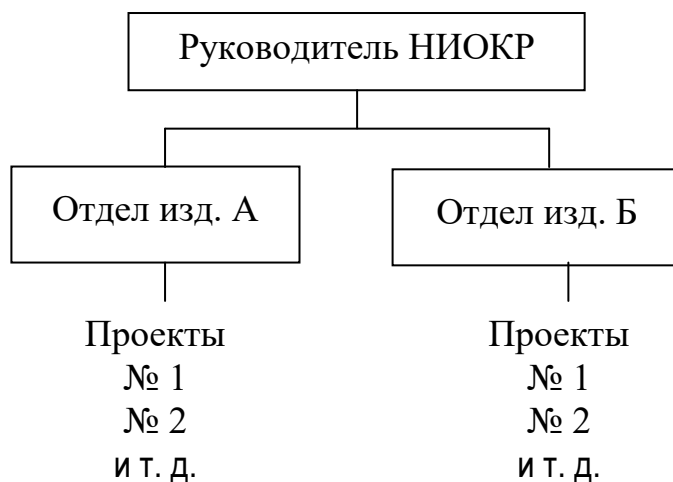 Руководитель НИОКР
Отдел изд. А
Отдел изд. Б
Проекты
№ 1
№ 2
и т. д.
Проекты
№ 1
№ 2
и т. д.